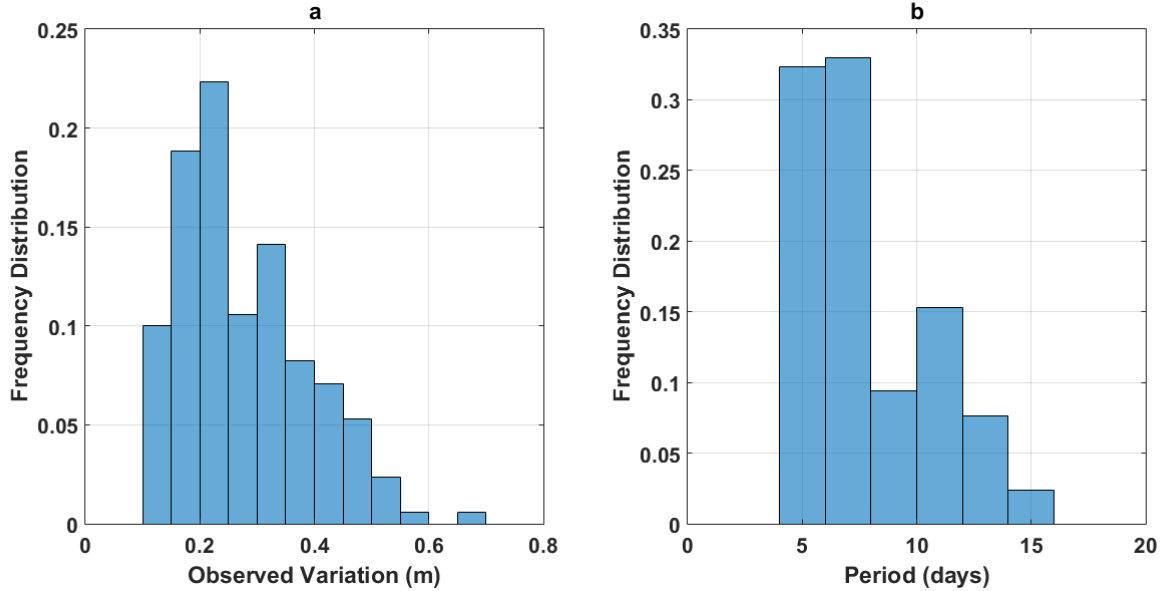 a
0.25
0.2
0.15
0.1
0.05
0
0 0.2 0.4 0.6 0.8
Frequency Distribution
Observed Variation (m)
b
0.35
0.3
0.25
0.2
0.15
0.1
0.05
0
0 5 10 15 20
Frequency Distribution
Period (days)